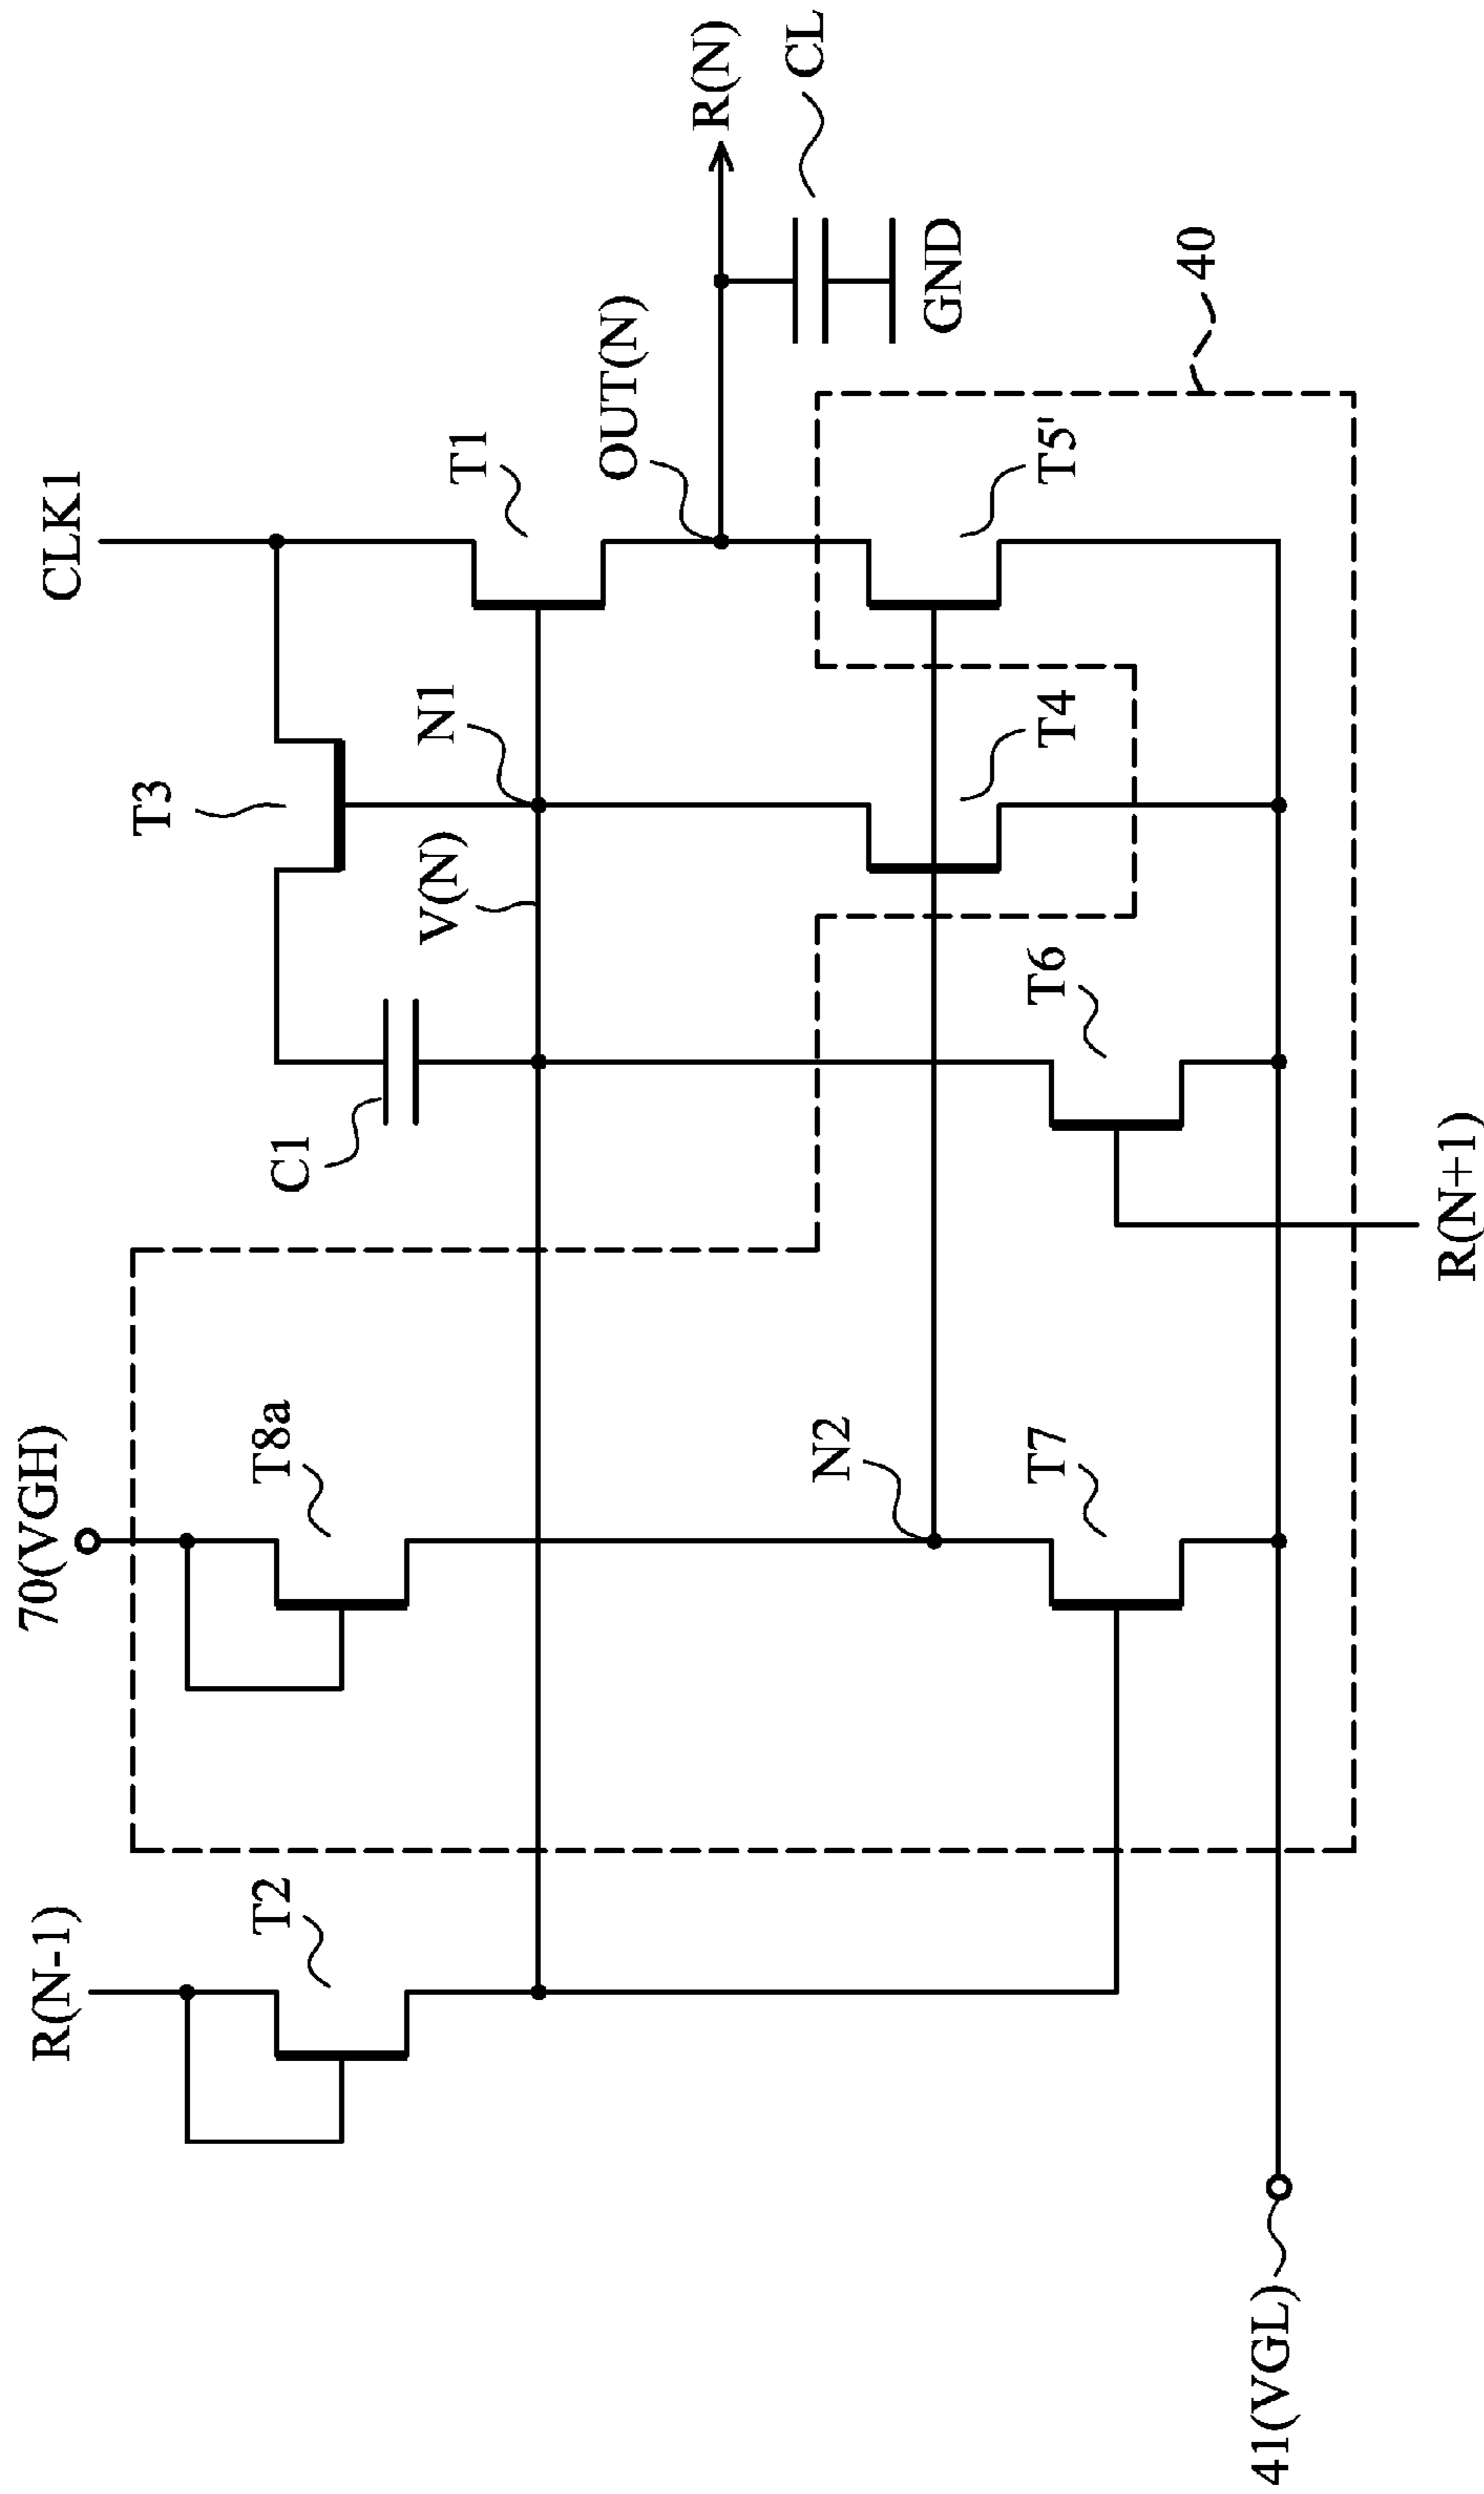 R(N-1)
70(VGH)
CLK1
T3
T2
T8a
C1
V(N)
N1
T1
OUT(N)
R(N)
CL
N2
GND
T7
T6
T4
T5'
40
41(VGL)
R(N+1)